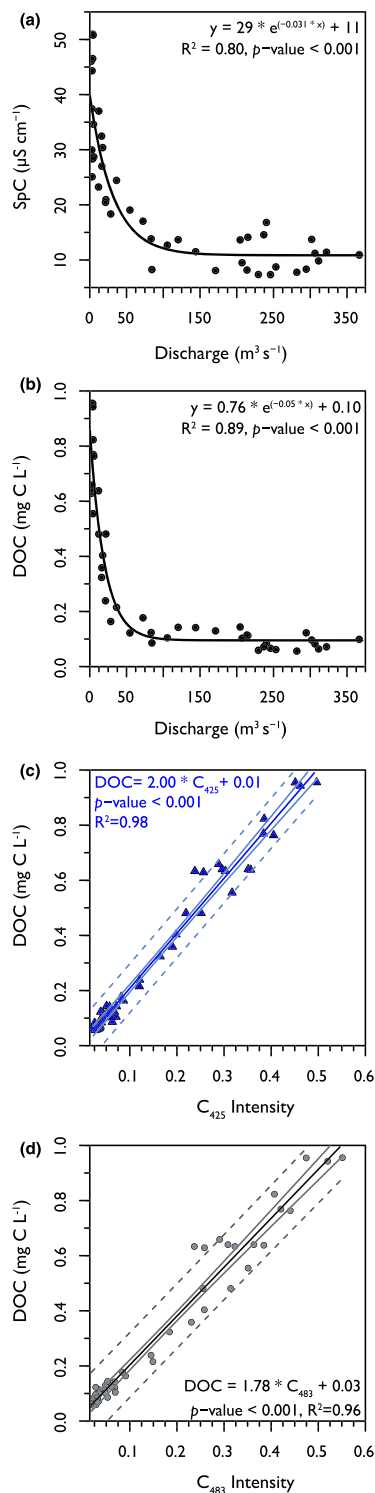 (a)
y = 29 * e(−0.031 * x) + 11
R2 = 0.80, p−value < 0.001
50
40
30
20
10
SpC (µS cm−1)
0 50 150 250 350
Discharge (m3 s−1)
(b)
y = 0.76 * e(−0.05 * x) + 0.10
R2 = 0.89, p−value < 0.001
1.0
0.8
0.6
0.4
0.2
0.0
DOC (mg C L-1)
0 50 150 250 350
Discharge (m3 s−1)
(c)
DOC= 2.00 * C425 + 0.01
p−value < 0.001
R2=0.98
1.0
0.8
0.6
0.4
0.2
0.0
DOC (mg C L-1)
0.1 0.2 0.3 0.4 0.5 0.6
C425 Intensity
(d)
1.0
0.8
0.6
0.4
0.2
0.0
DOC (mg C L-1)
DOC = 1.78 * C483 + 0.03
p−value < 0.001, R2=0.96
0.1 0.2 0.3 0.4 0.5 0.6
C483 Intensity